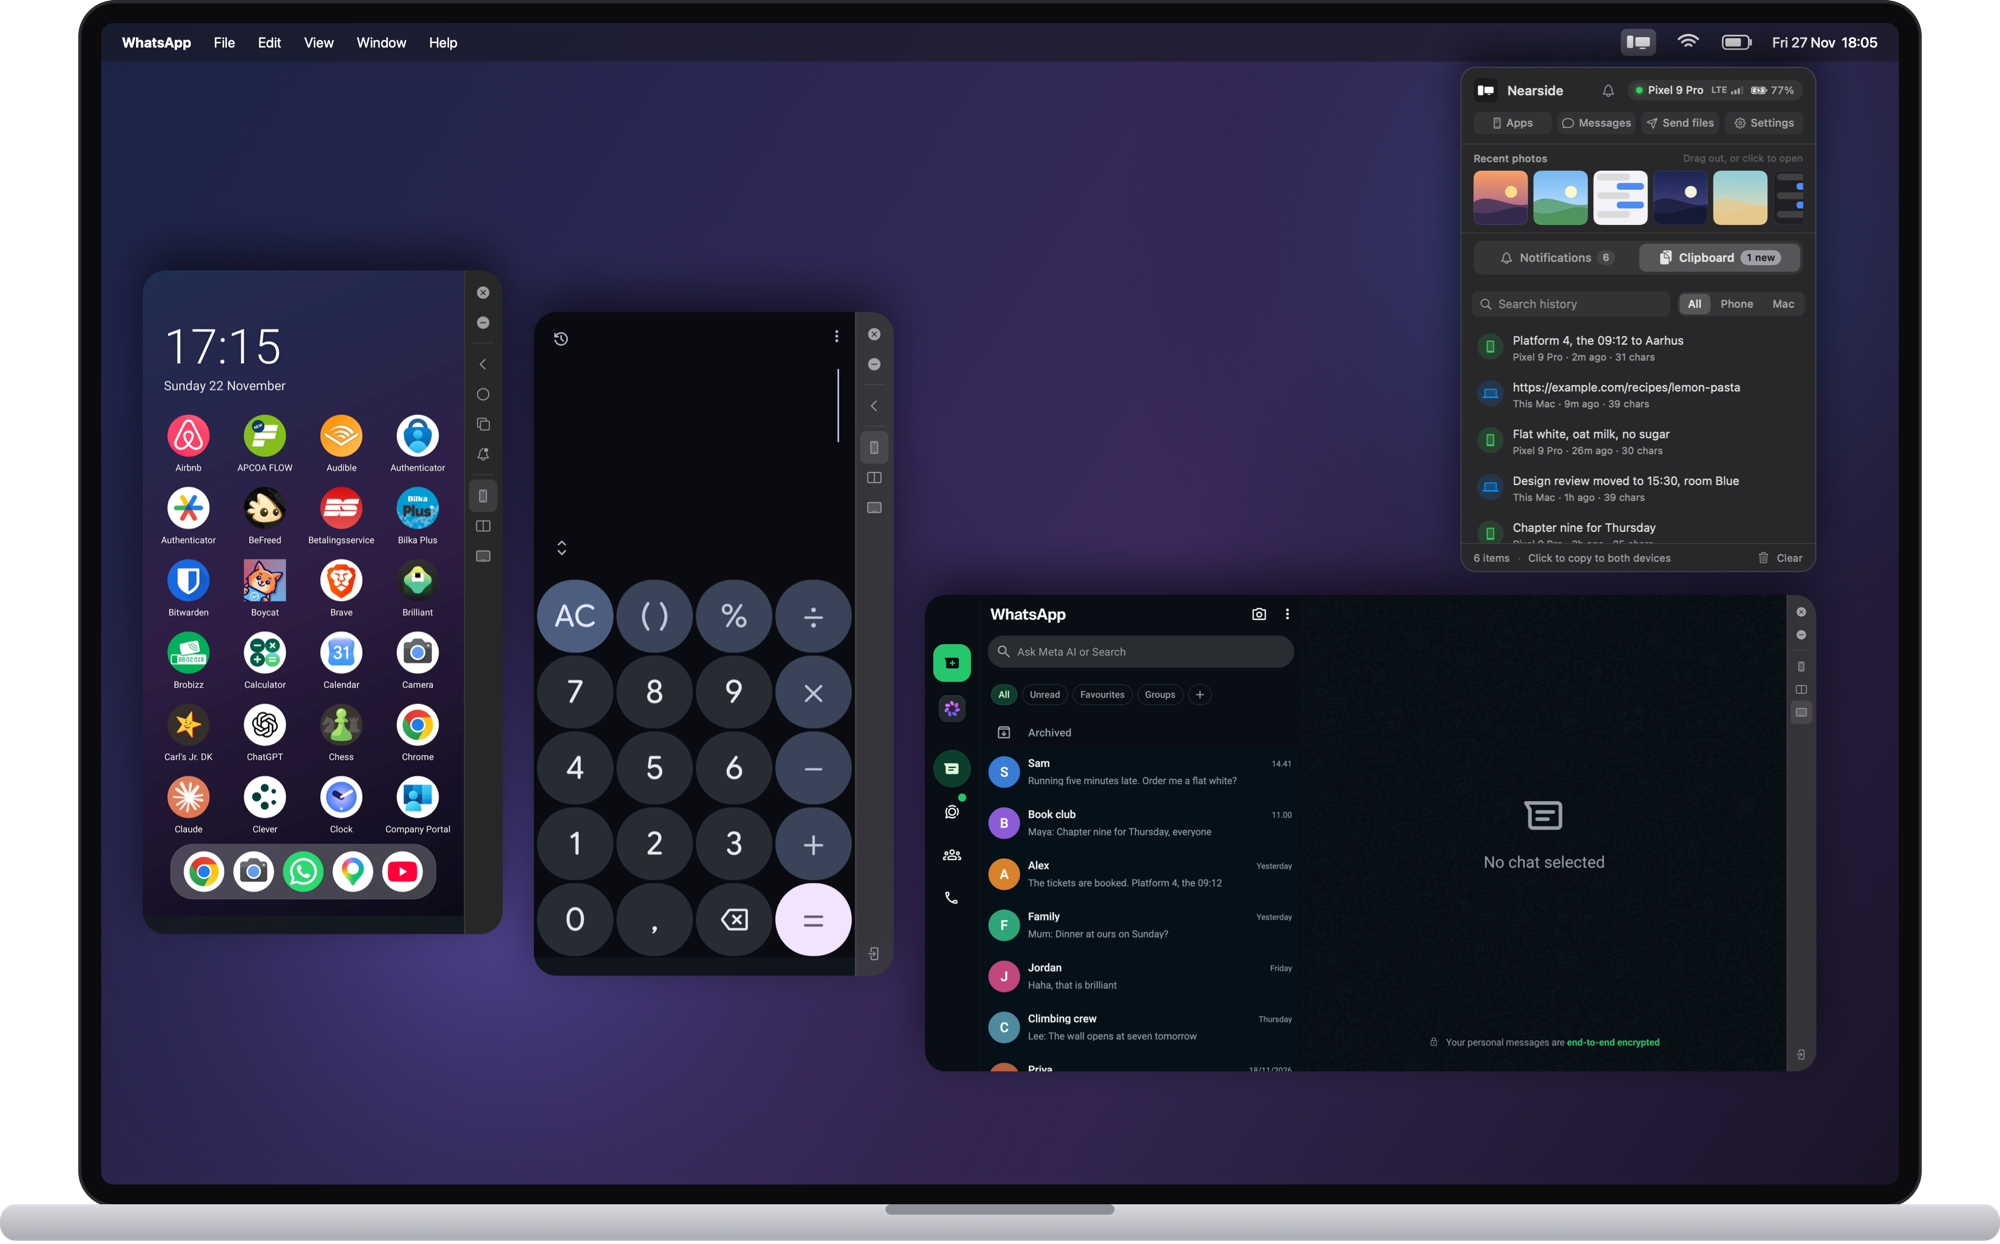 WhatsApp File Edit View Window Help
Fri 27 Nov 18:05
Nearside
Pixel 9 Pro LTE 77%
Apps Messages Send files Settings
Recent photos
Drag out, or click to open
Notifications 6
Clipboard 1 new
Search history
All Phone Mac
Platform 4, the 09:12 to Aarhus
Pixel 9 Pro · 2m ago · 31 chars
https://example.com/recipes/lemon-pasta
This Mac · 9m ago · 39 chars
Flat white, oat milk, no sugar
Pixel 9 Pro · 26m ago · 30 chars
Design review moved to 15:30, room Blue
This Mac · 1h ago · 39 chars
Chapter nine for Thursday
6 items · Click to copy to both devices
Clear
17:15
Sunday 22 November
Airbnb APCOA FLOW Audible Authenticator
Bilka
Plus
Authenticator BeFreed Betalingsservice Bilka Plus
Bitwarden Boycat Brave Brilliant
31
Brobizz Calculator Calendar Camera
Carl's Jr. DK ChatGPT Chess Chrome
Claude Clever Clock Company Portal
AC ( ) % ÷
7 8 9 ×
4 5 6 −
1 2 3 +
0 , =
WhatsApp
Ask Meta AI or Search
All Unread Favourites Groups +
Archived
S Sam 14.41
Running five minutes late. Order me a flat white?
B Book club 11.00
Maya: Chapter nine for Thursday, everyone
A Alex Yesterday
The tickets are booked. Platform 4, the 09:12
F Family Yesterday
Mum: Dinner at ours on Sunday?
J Jordan Friday
Haha, that is brilliant
C Climbing crew Thursday
Lee: The wall opens at seven tomorrow
Priya 18/11/2026
No chat selected
Your personal messages are end-to-end encrypted